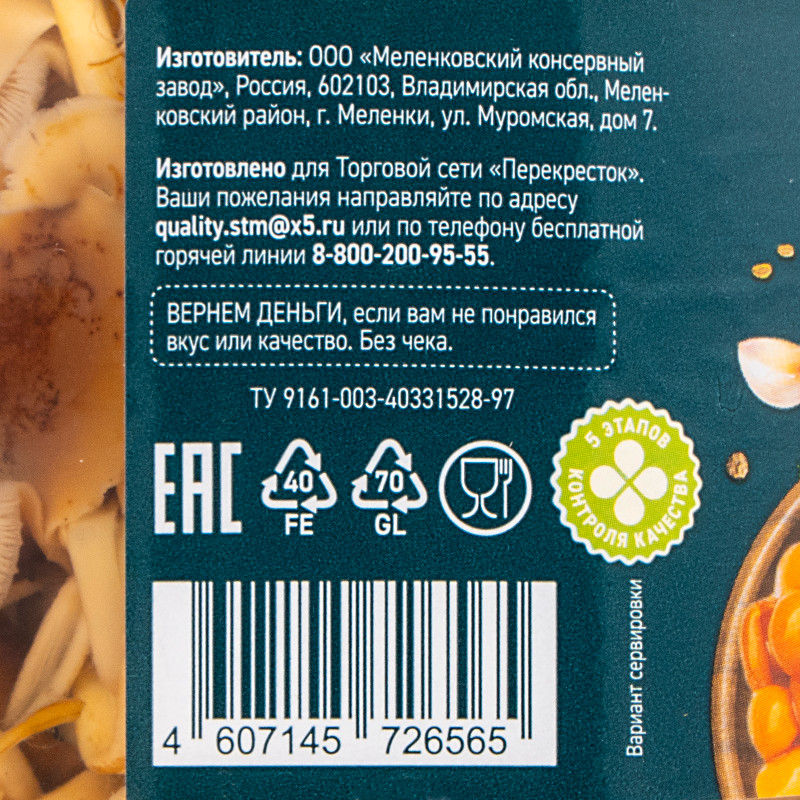 Изготовитель: ООО «Меленковский консервный
завод», Россия, 602103, Владимирская обл., Мелен-
ковский район, г. Меленки, ул. Муромская, дом 7.
Изготовлено для Торговой сети «Перекресток».
Ваши пожелания направляйте по адресу
quality.stm@x5.ru или по телефону бесплатной
горячей линии 8-800-200-95-55.
ВЕРНЕМ ДЕНЬГИ, если вам не понравился
вкус или качество. Без чека.
ТУ 9161-003-40331528-97
EAC
40
FE
70
GL
5 ЭТАПОВ
КОНТРОЛЯ КАЧЕСТВА
Вариант сервировки
4 607145 726565